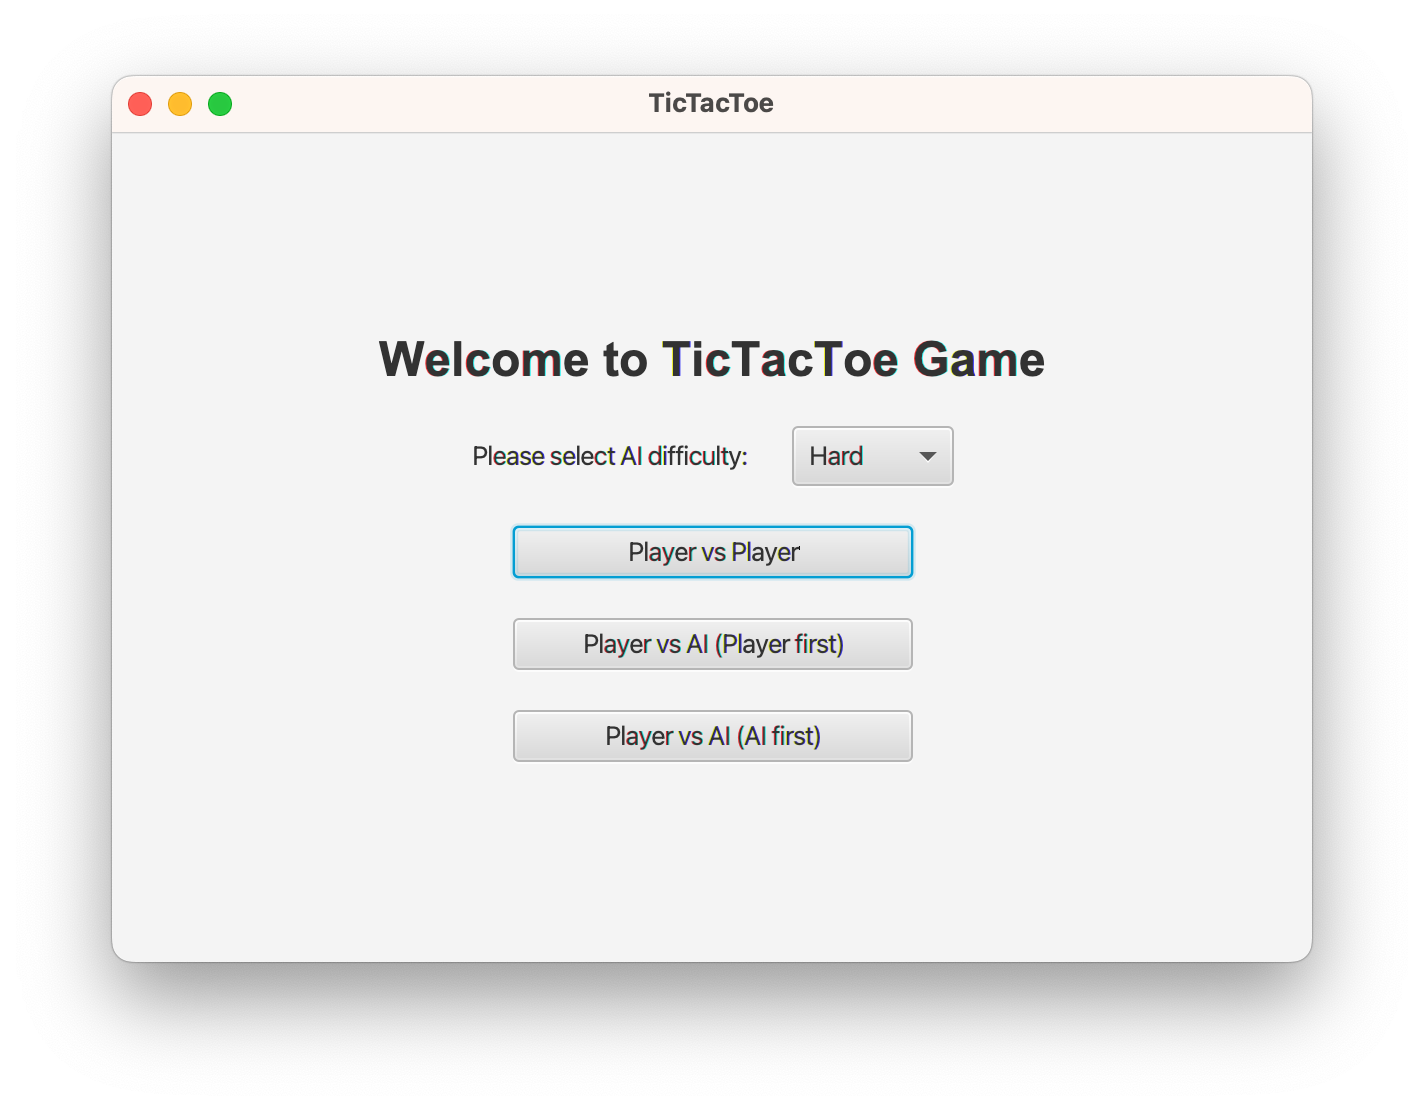 TicTacToe
Welcome to TicTacToe Game
Please select AI difficulty: Hard
Player vs Player
Player vs AI (Player first)
Player vs AI (AI first)